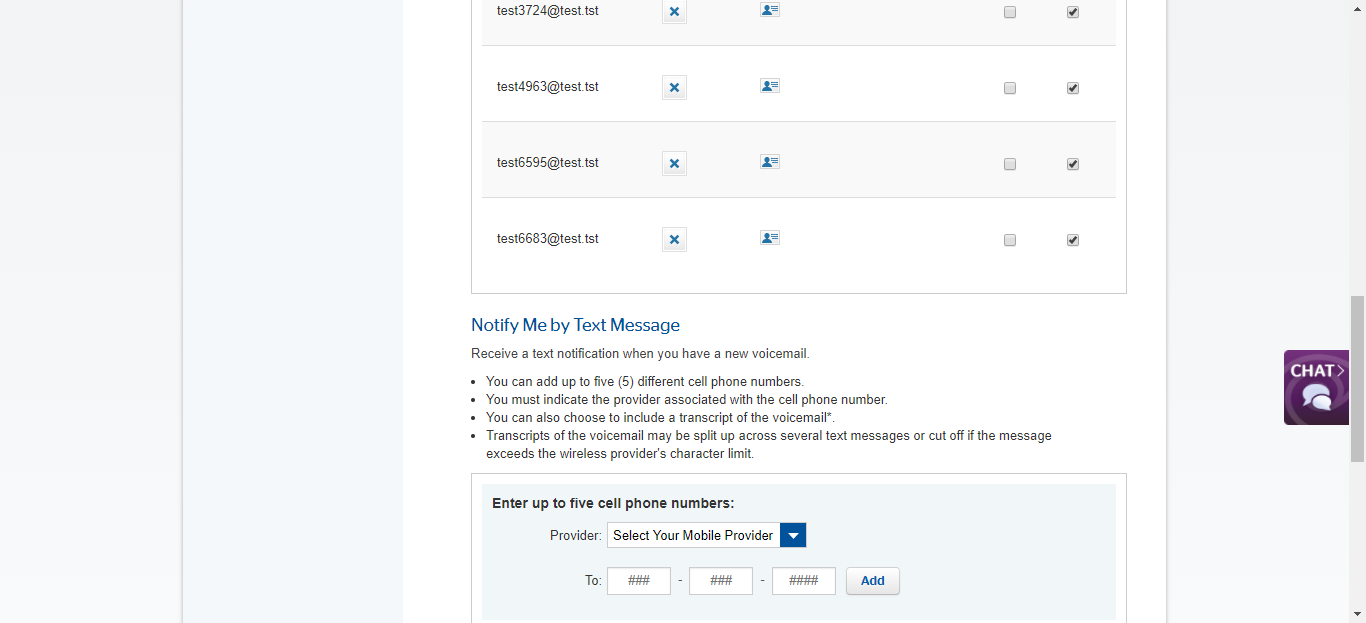 test3724@test.tst
test4963@test.tst
test6595@test.tst
test6683@test.tst
Notify Me by Text Message
Receive a text notification when you have a new voicemail.
You can add up to five (5) different cell phone numbers.
You must indicate the provider associated with the cell phone number.
You can also choose to include a transcript of the voicemail*.
Transcripts of the voicemail may be split up across several text messages or cut off if the message
exceeds the wireless provider's character limit.
CHAT
Enter up to five cell phone numbers:
Provider: Select Your Mobile Provider
To: ### - ### - #### Add